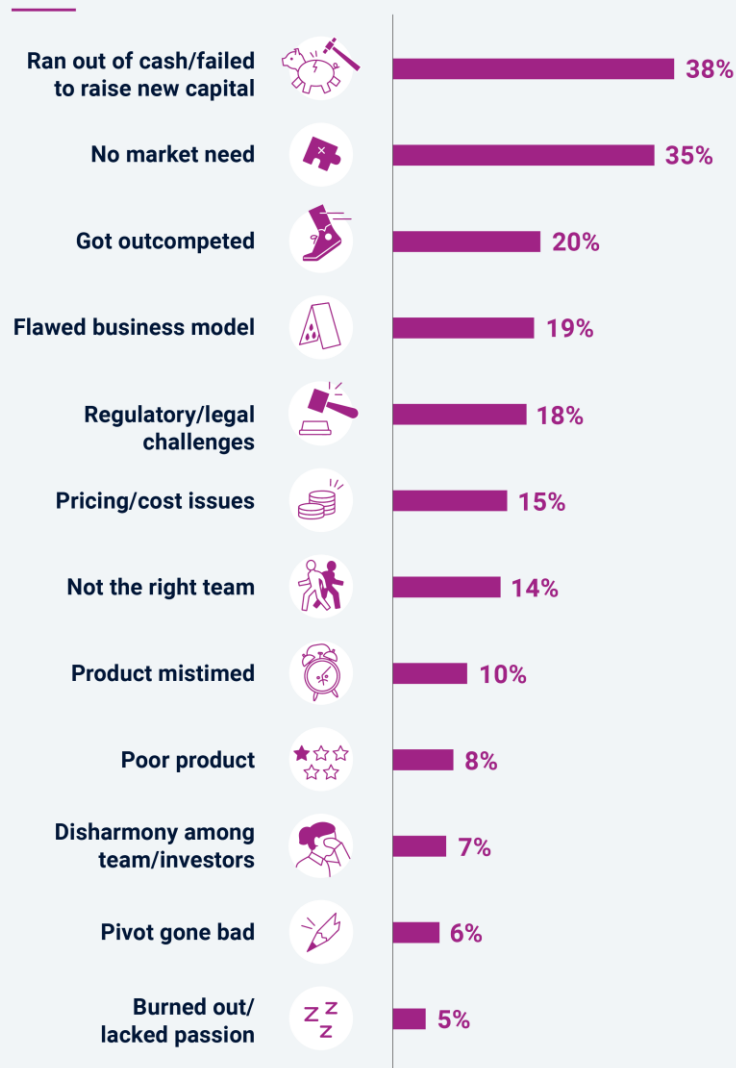 Ran out of cash/failed
to raise new capital
38%
No market need
35%
Got outcompeted
20%
Flawed business model
19%
Regulatory/legal
challenges
18%
Pricing/cost issues
15%
Not the right team
14%
Product mistimed
10%
Poor product
8%
Disharmony among
team/investors
7%
Pivot gone bad
6%
Burned out/
lacked passion
z z z
5%